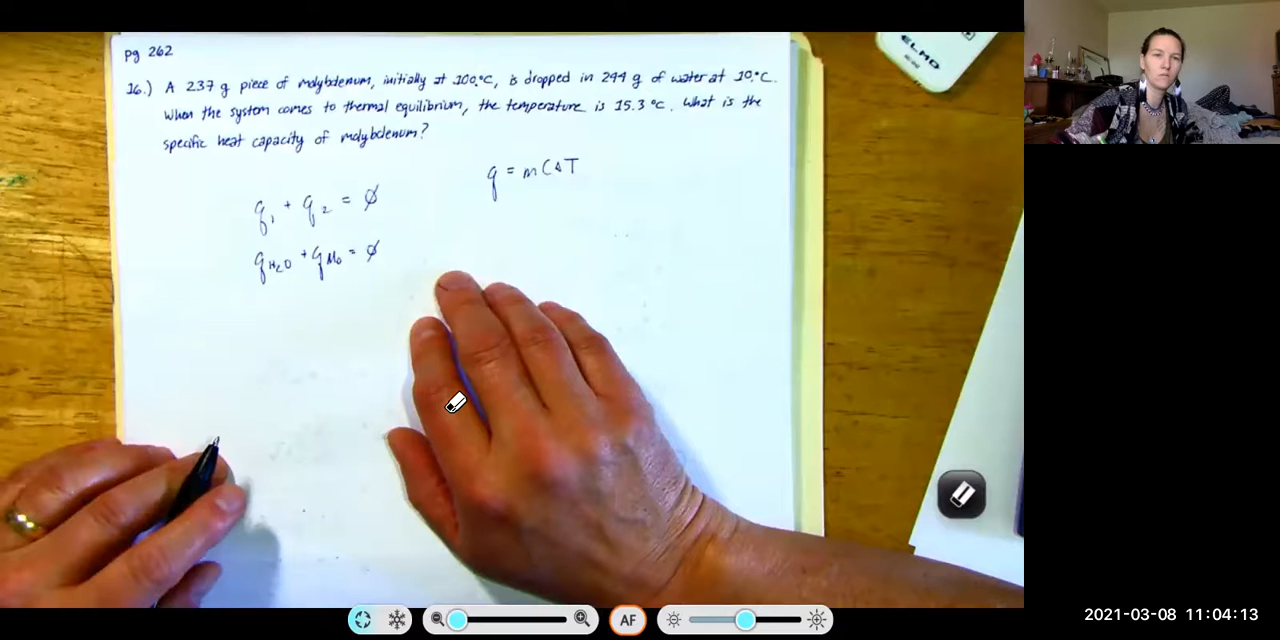 pg 262
16.) A 237 g piece of molybdenum, initially at 100.°C, is dropped in 244 g of water at 10.°C.
When the system comes to thermal equilibrium, the temperature is 15.3 °C. What is the
specific heat capacity of molybdenum?
q = m C Δ T
q₁ + q₂ = ∅
qH₂O + qMo = ∅
ELMO
AF
2021-03-08 11:04:13